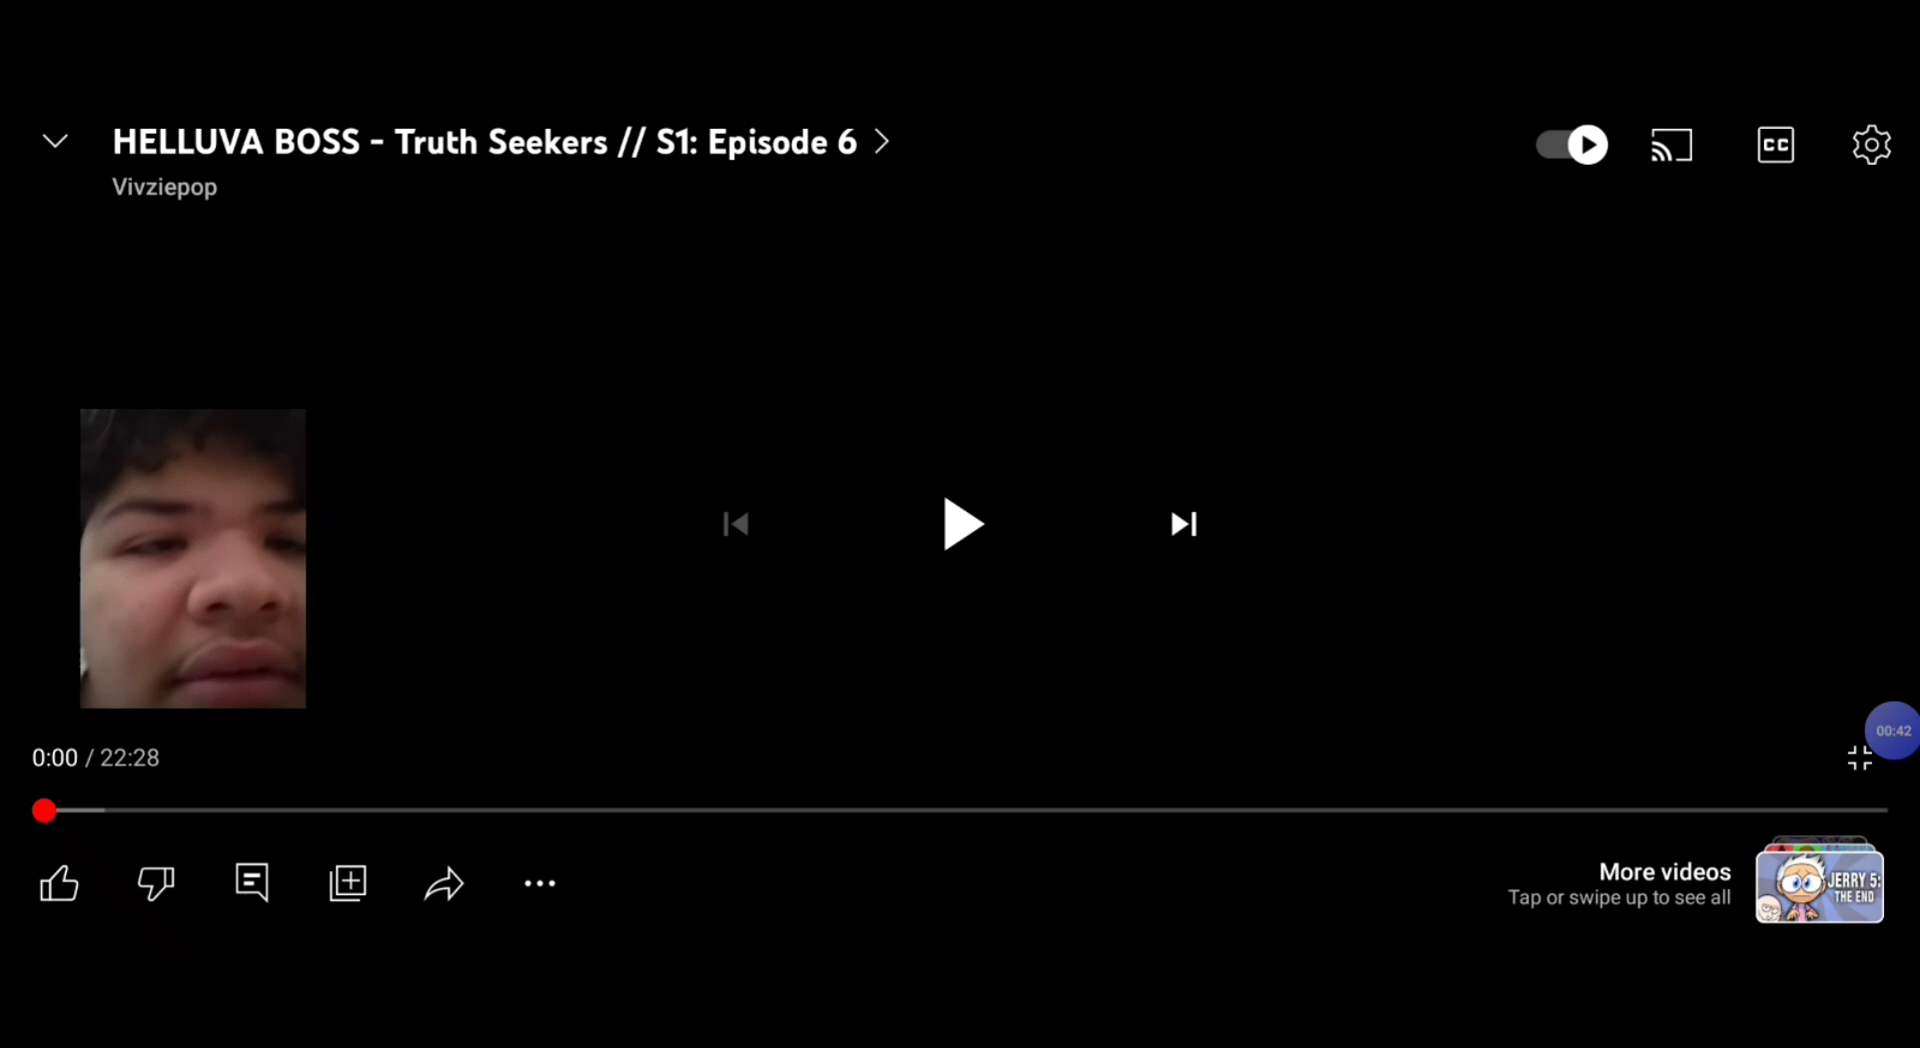 HELLUVA BOSS - Truth Seekers // S1: Episode 6
Vivziepop
CC
0:00 / 22:28
00:42
More videos
Tap or swipe up to see all
JERRY 5:
THE END